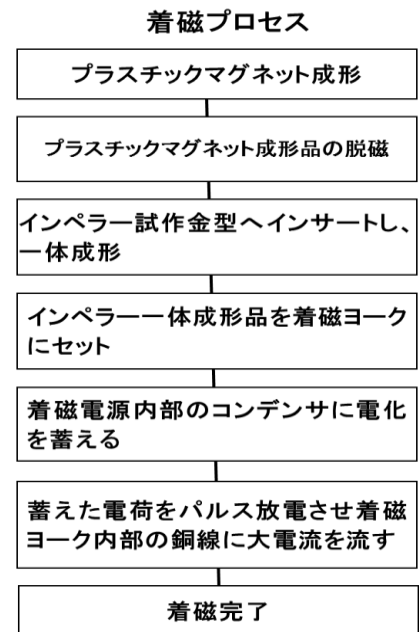 着磁プロセス
プラスチックマグネット成形
プラスチックマグネット成形品の脱磁
インペラー試作金型へインサートし、
一体成形
インペラー一体成形品を着磁ヨーク
にセット
着磁電源内部のコンデンサに電化
を蓄える
蓄えた電荷をパルス放電させ着磁
ヨーク内部の銅線に大電流を流す
着磁完了